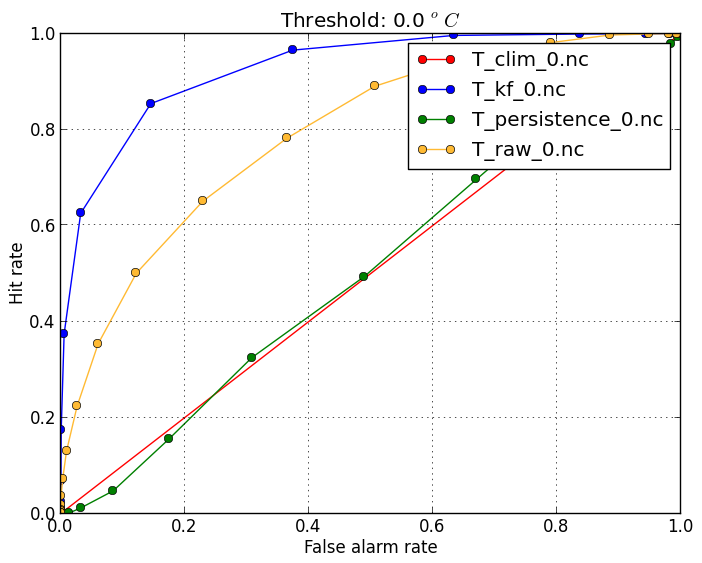 Threshold: 0.0 ° C
1.0
0.8
0.6
0.4
0.2
0.0
Hit rate
T_clim_0.nc
T_kf_0.nc
T_persistence_0.nc
T_raw_0.nc
0.0 0.2 0.4 0.6 0.8 1.0
False alarm rate